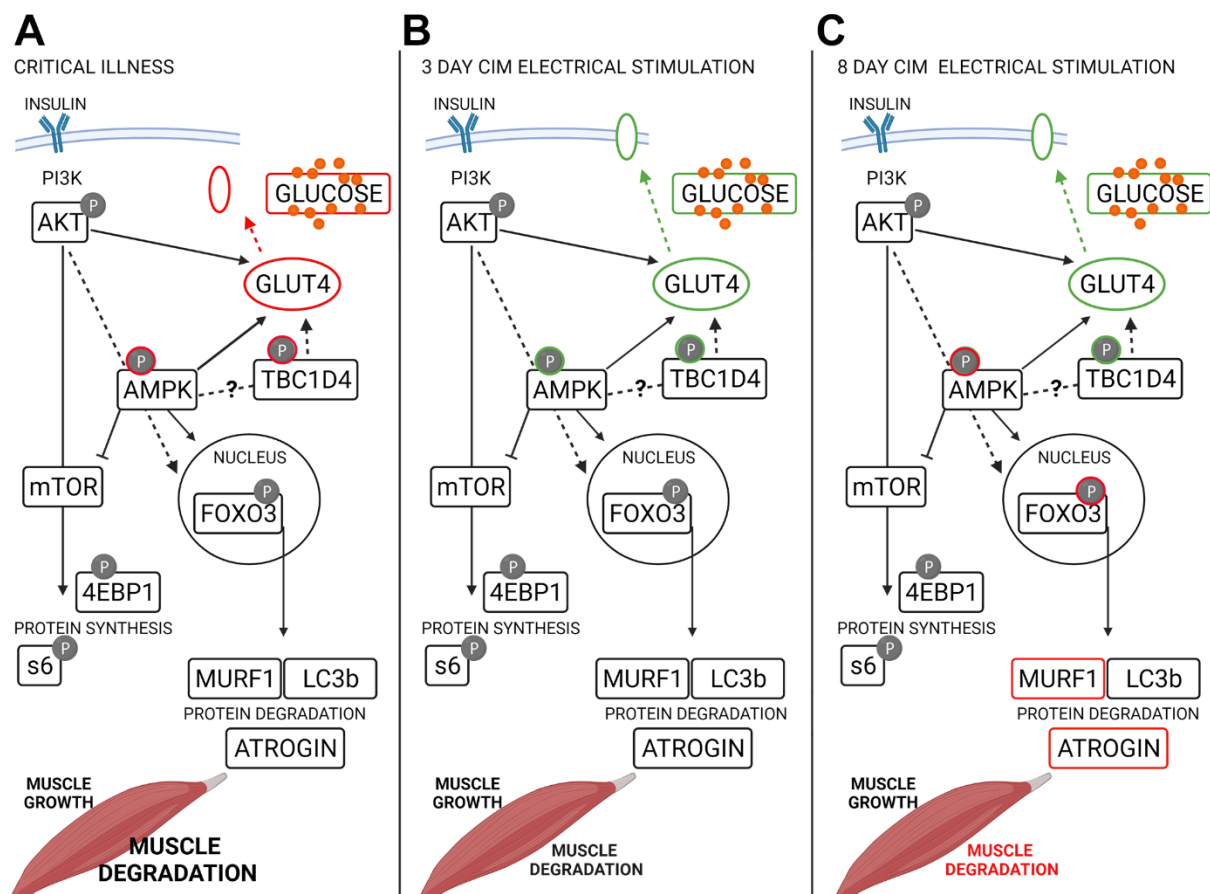 A
CRITICAL ILLNESS
INSULIN
PI3K
P
AKT
GLUCOSE
GLUT4
P
AMPK
?
P
TBC1D4
mTOR
NUCLEUS
P
FOXO3
P
4EBP1
PROTEIN SYNTHESIS
P
s6
MURF1
LC3b
PROTEIN DEGRADATION
ATROGIN
MUSCLE
GROWTH
MUSCLE
DEGRADATION
B
3 DAY CIM ELECTRICAL STIMULATION
INSULIN
PI3K
P
AKT
GLUCOSE
GLUT4
P
AMPK
?
P
TBC1D4
mTOR
NUCLEUS
P
FOXO3
P
4EBP1
PROTEIN SYNTHESIS
P
s6
MURF1
LC3b
PROTEIN DEGRADATION
ATROGIN
MUSCLE
GROWTH
MUSCLE
DEGRADATION
C
8 DAY CIM ELECTRICAL STIMULATION
INSULIN
PI3K
P
AKT
GLUCOSE
GLUT4
P
AMPK
?
P
TBC1D4
mTOR
NUCLEUS
P
FOXO3
P
4EBP1
PROTEIN SYNTHESIS
P
s6
MURF1
LC3b
PROTEIN DEGRADATION
ATROGIN
MUSCLE
GROWTH
MUSCLE
DEGRADATION